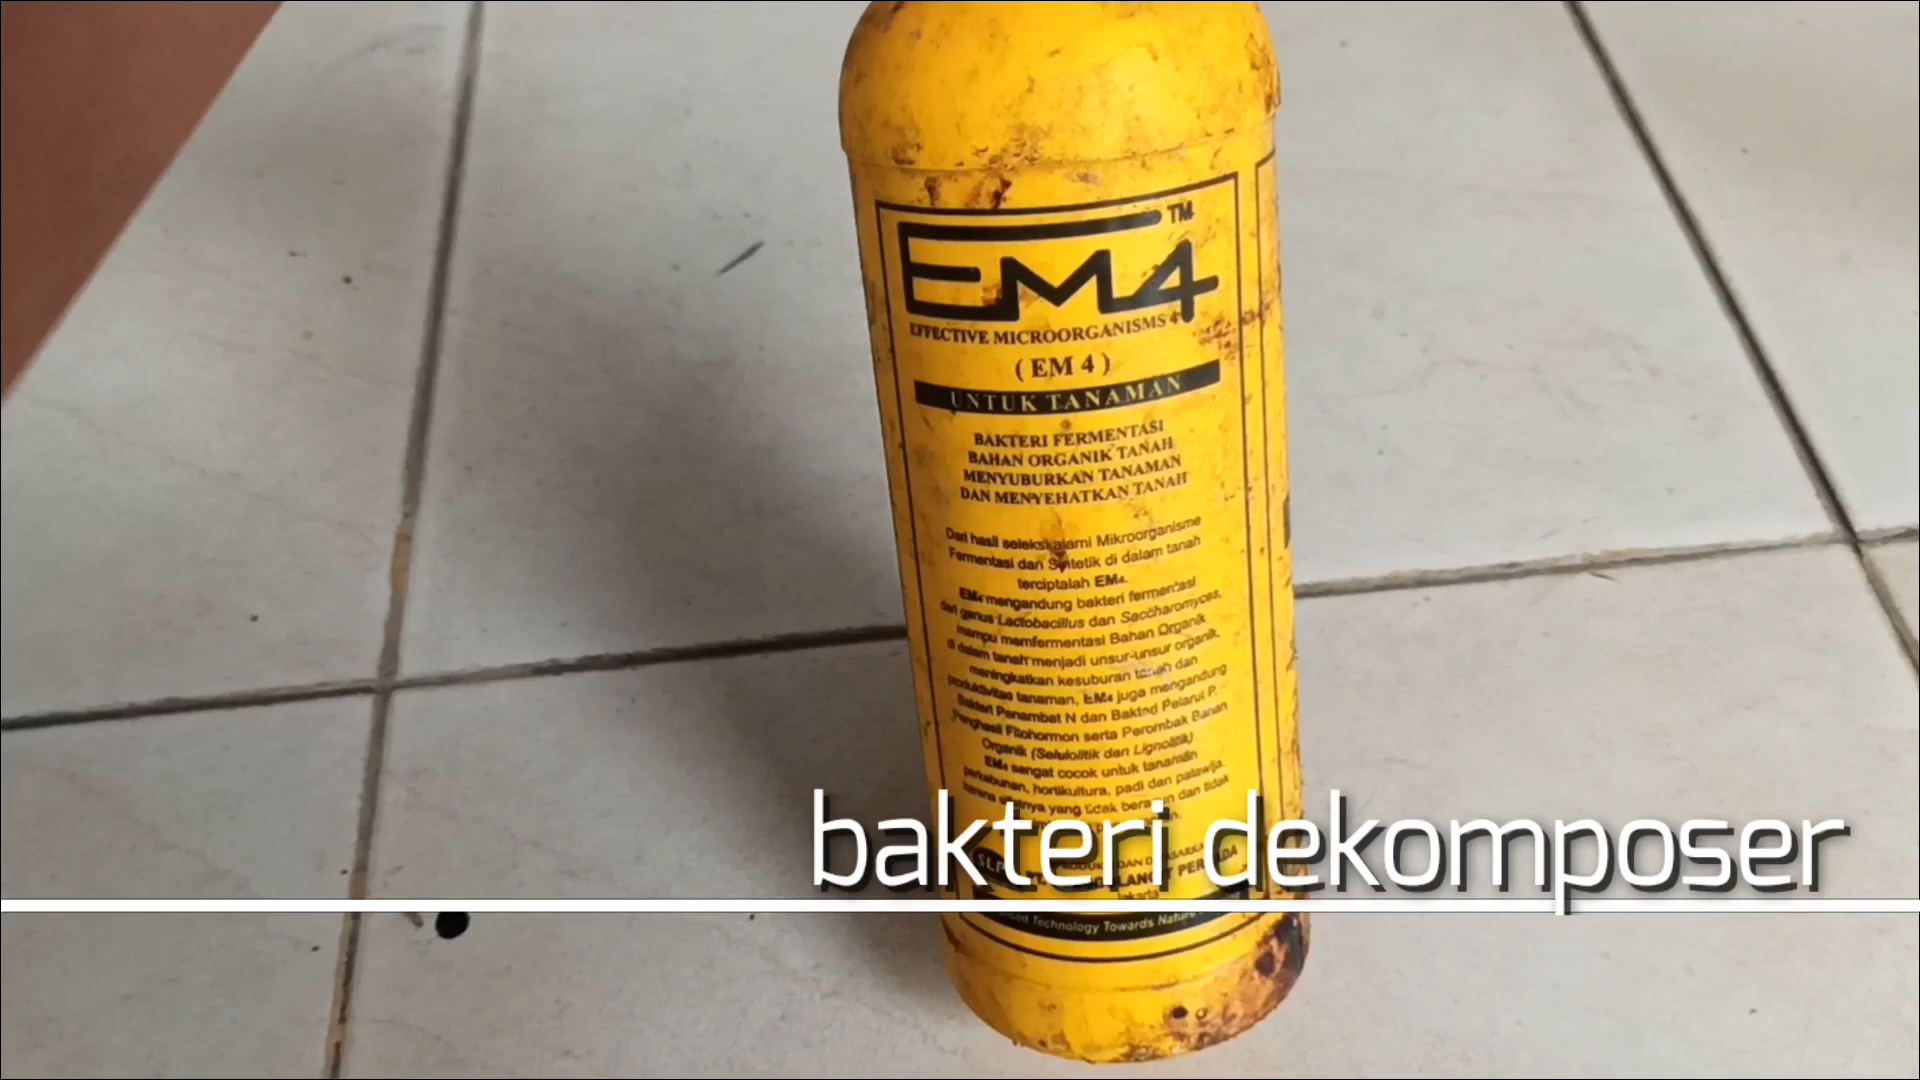 EM4 TM
EFFECTIVE MICROORGANISMS 4
( EM 4 )
UNTUK TANAMAN
BAKTERI FERMENTASI
BAHAN ORGANIK TANAH
MENYUBURKAN TANAMAN
DAN MENYEHATKAN TANAH
Dari hasil seleksi alami Mikroorganisme
Fermentasi dan Sintetik di dalam tanah
terciptalah EM4.
EM4 mengandung bakteri fermentasi
dari genus Lactobacillus dan Saccharomyces,
mampu memfermentasi Bahan Organik
di dalam tanah menjadi unsur-unsur organik,
meningkatkan kesuburan tanah dan
produktivitas tanaman, EM4 juga mengandung
Bakteri Penambat N dan Bakteri Pelarut P.
Penghasil Fitohormon serta Perombak Bahan
Organik (Selulolitik dan Lignolitik)
EM4 sangat cocok untuk tanaman
perkebunan, hortikultura, padi dan palawija.
karena yang tidak dan tidak
bakteri dekomposer
Jakarta
Technology Towards Nature